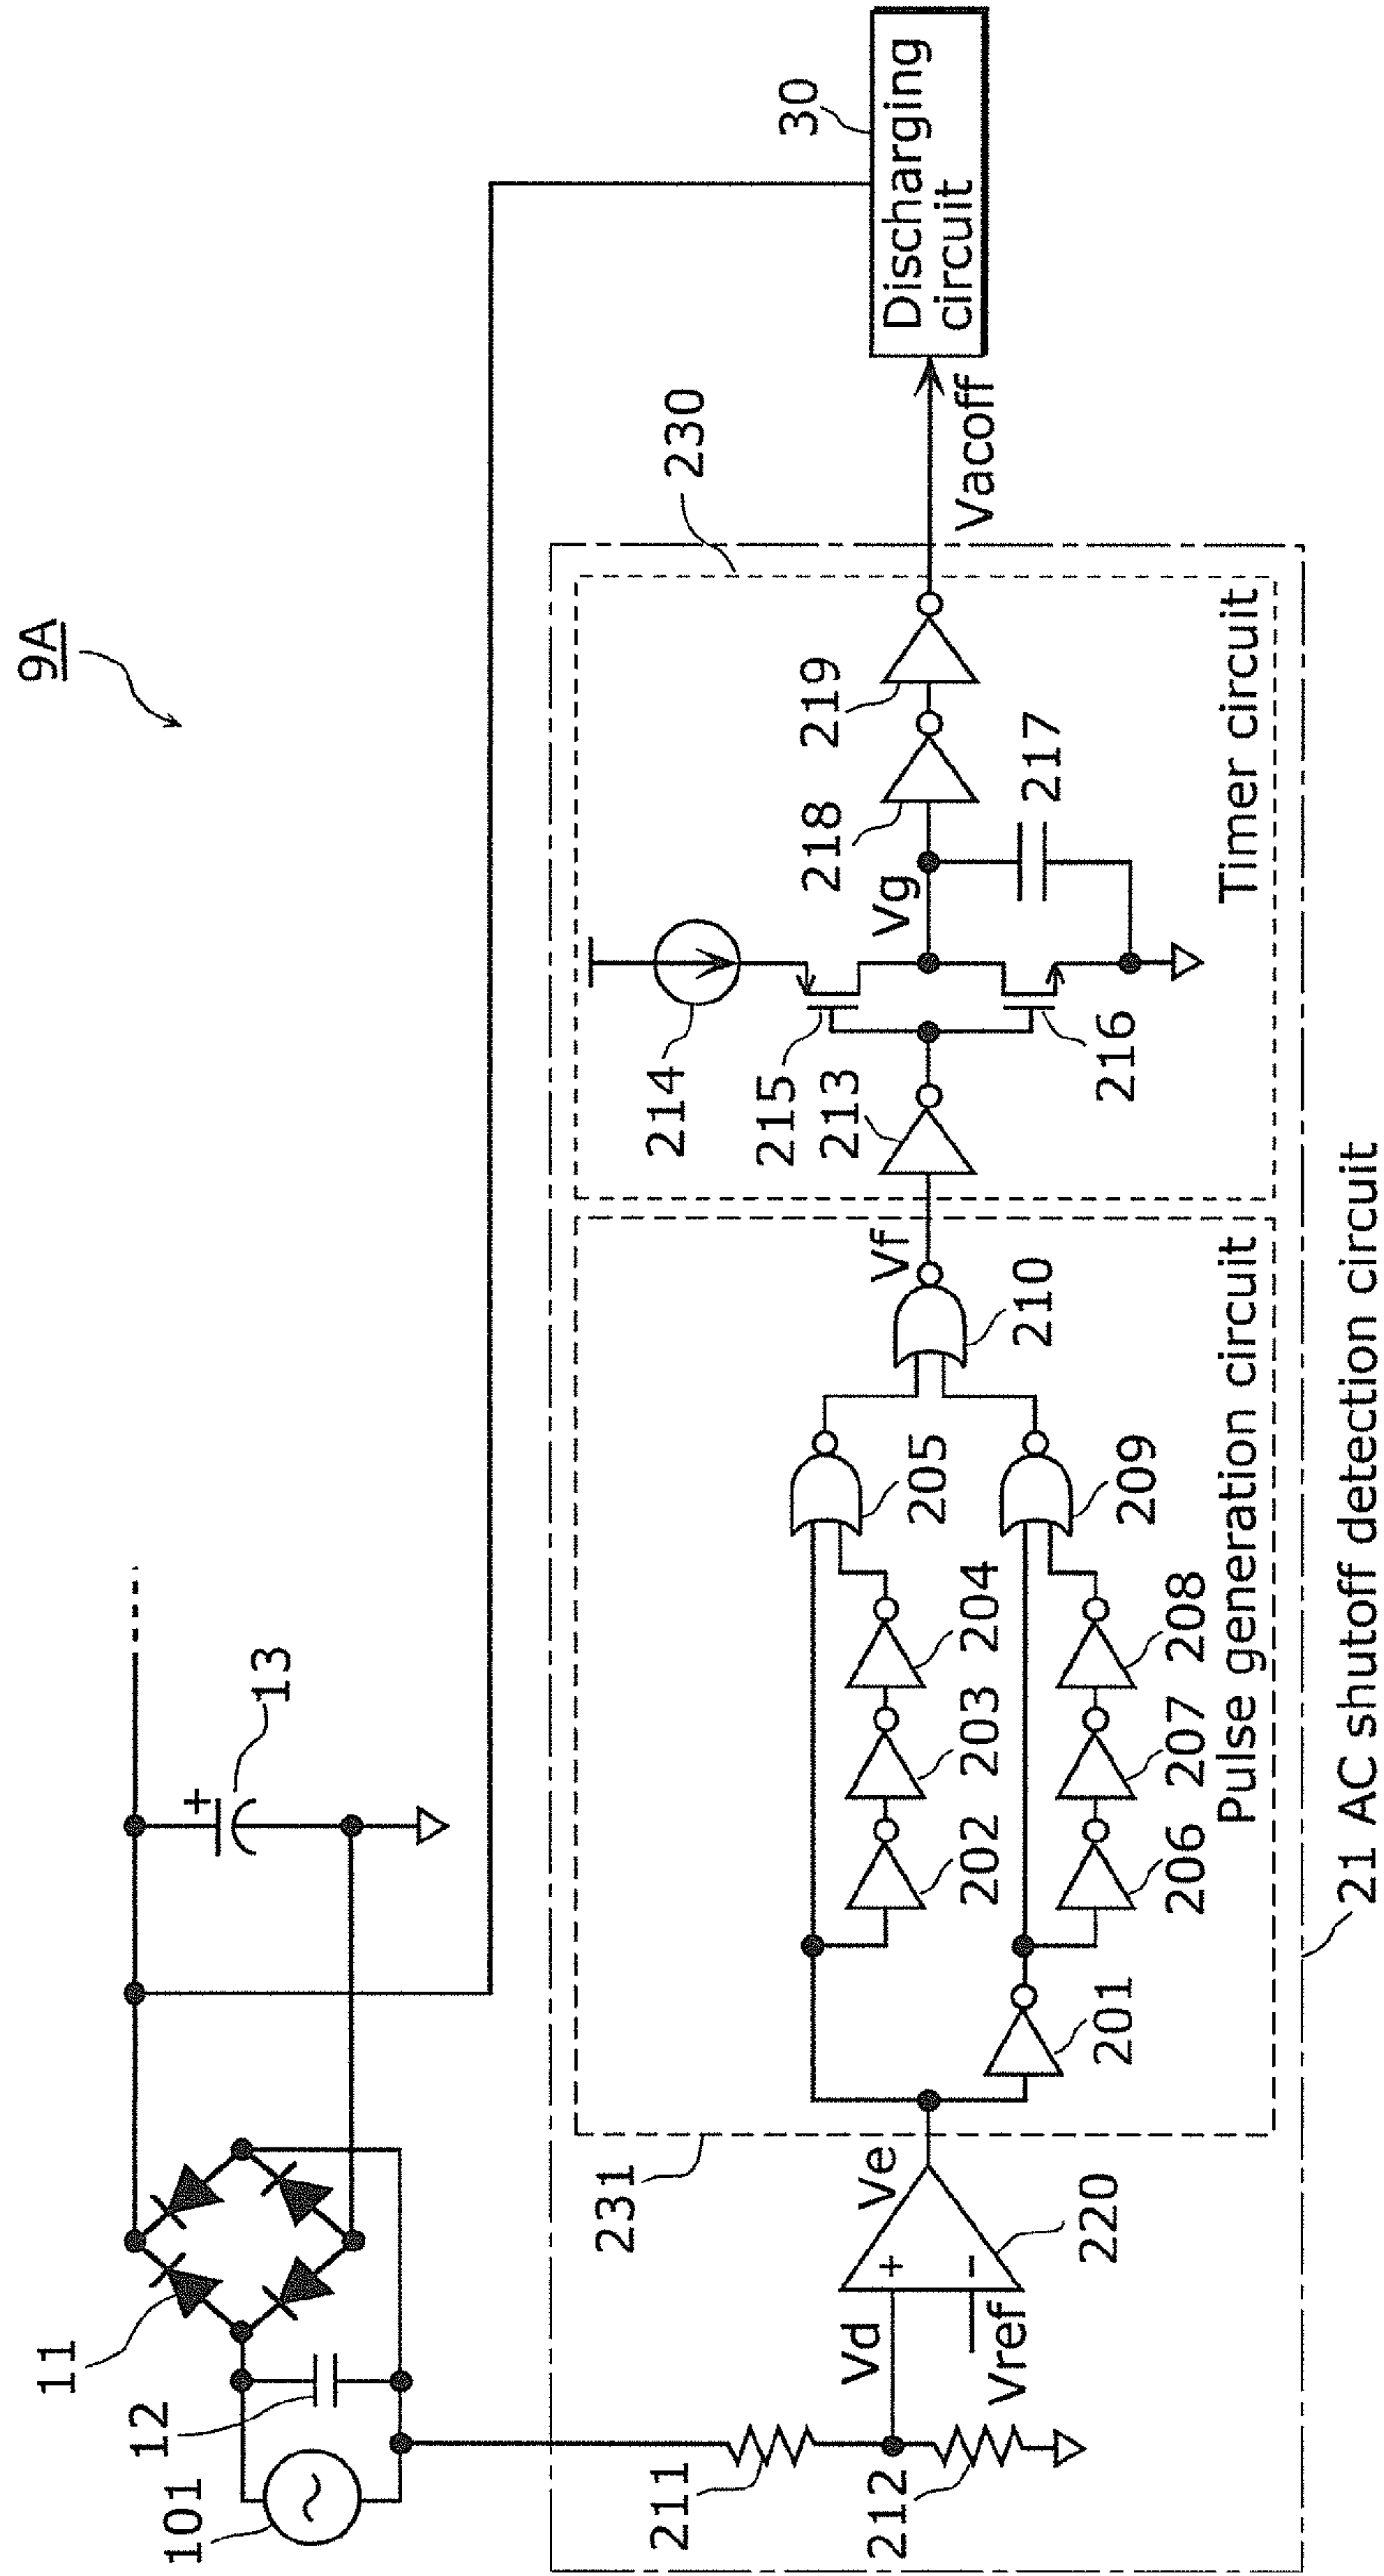 9A
101
12
11
13
30
Discharging
circuit
230
Vacoff
211
212
Vd
Vref
+
−
220
Ve
231
201
202
203
204
205
206
207
208
209
210
Vf
Pulse generation circuit
213
214
215
216
Vg
217
218
219
Timer circuit
21 AC shutoff detection circuit
+
~